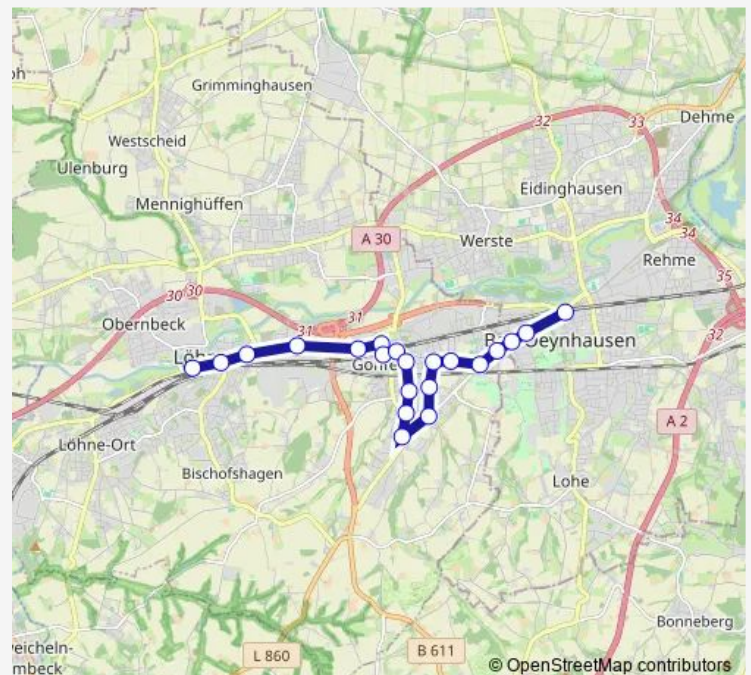 Grimminghausen
32
33
Dehme
Westscheid
Ulenburg
Eidinghausen
Mennighüffen
34
34
A 30
Werste
Rehme
35
30 30
31
31
Obernbeck
32
A 2
Löhne-Ort
Bischofshagen
Lohe
Bonneberg
L 860
B 611
© OpenStreetMap contributors